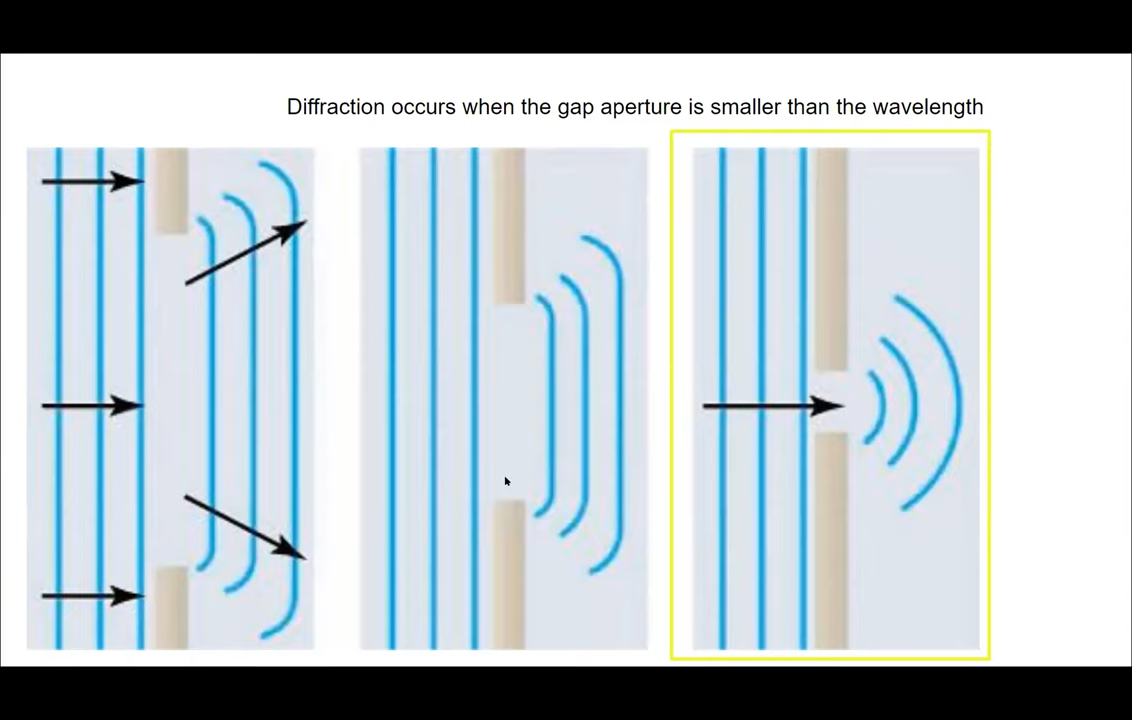 Diffraction occurs when the gap aperture is smaller than the wavelength